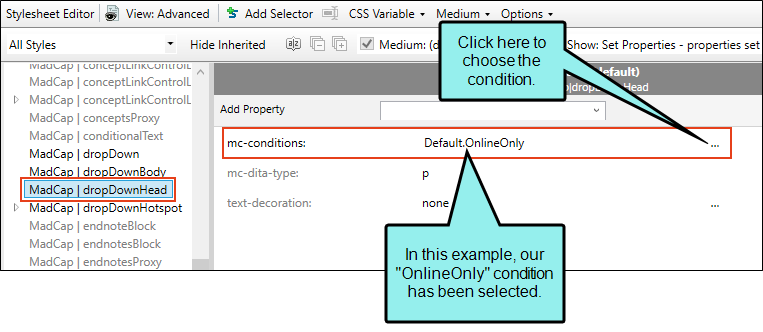 Stylesheet Editor View: Advanced Add Selector CSS Variable Medium Options
All Styles Hide Inherited Medium: (d Show: Set Properties - properties set
Click here to
choose the
condition.
MadCap | conceptLinkControlL
MadCap | conceptLinkControlL
MadCap | conceptsProxy
MadCap | conditionalText
MadCap | dropDown
MadCap | dropDownBody
MadCap | dropDownHead
MadCap | dropDownHotspot
MadCap | endnoteBlock
MadCap | endnotesBlock
MadCap | endnotesProxy
default)
dropDownHead
Add Property
mc-conditions: Default.OnlineOnly ...
mc-dita-type: p
text-decoration: none ...
In this example, our
"OnlineOnly" condition
has been selected.